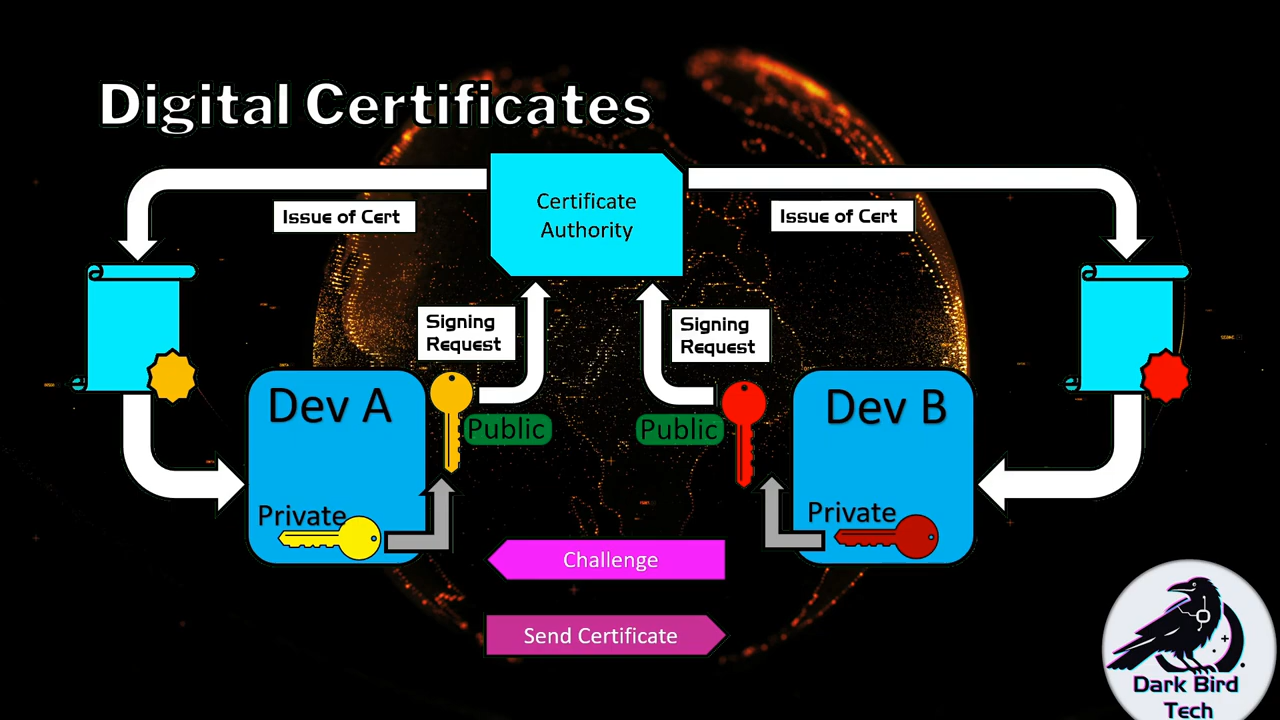 Digital Certificates
Certificate
Authority
Issue of Cert
Issue of Cert
Signing
Request
Signing
Request
Dev A
Dev B
Public
Public
Private
Private
Challenge
Send Certificate
Dark Bird
Tech